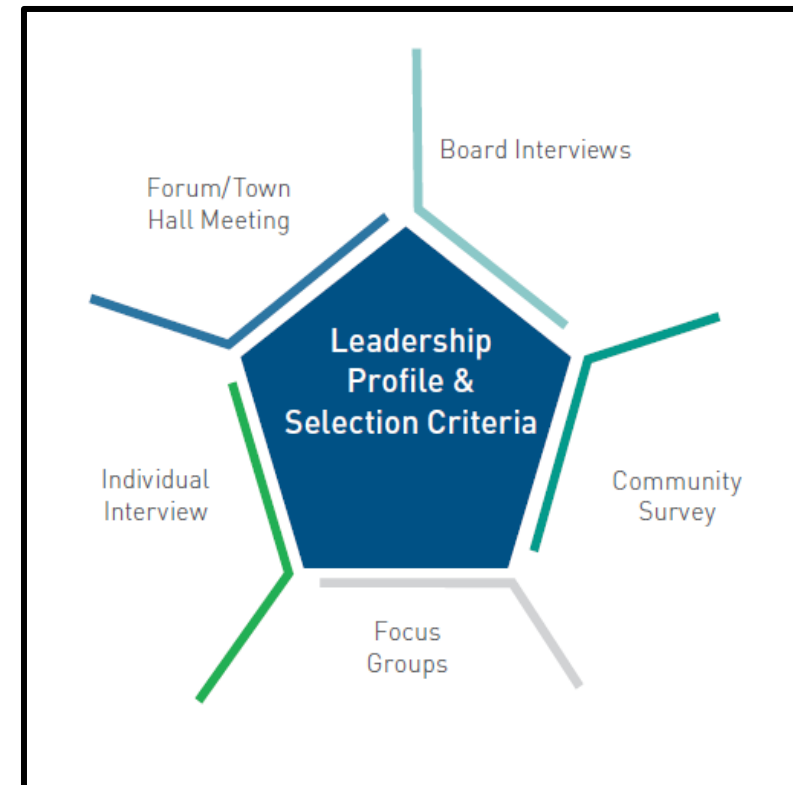 Board Interviews
Forum/Town
Hall Meeting
Leadership
Profile &
Selection Criteria
Individual
Interview
Community
Survey
Focus
Groups